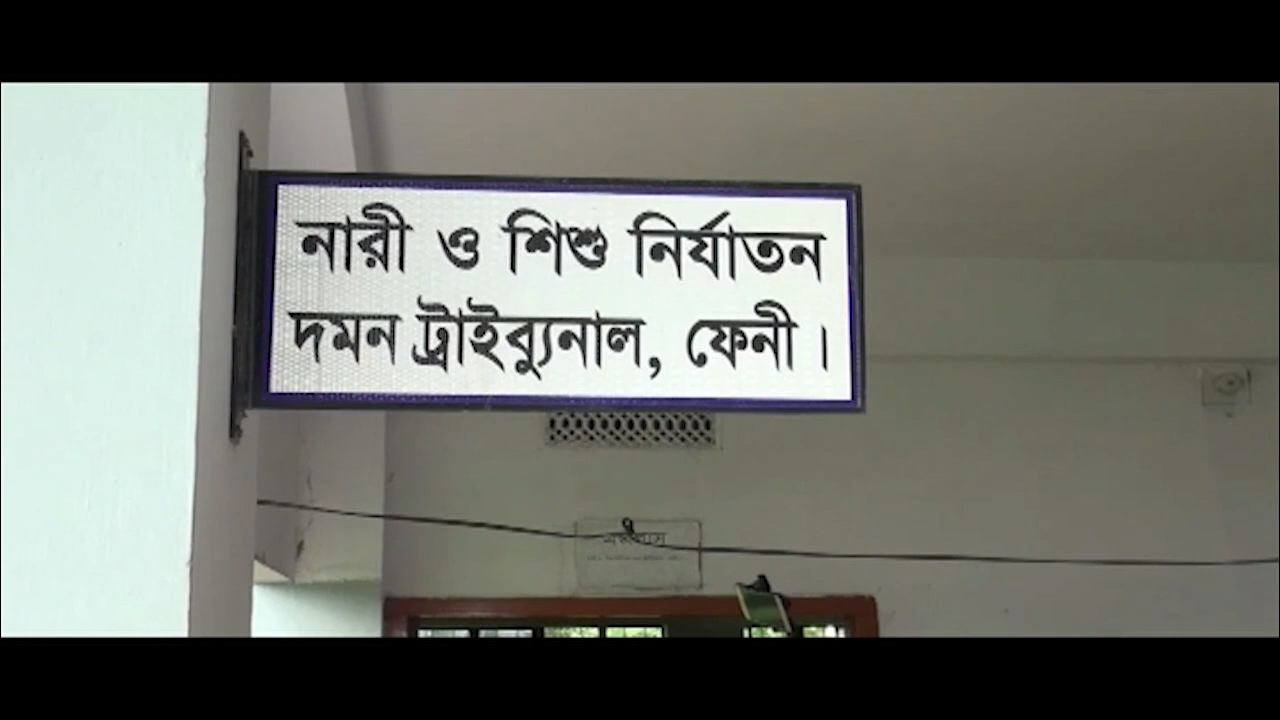 নারী ও শিশু নির্যাতন
দমন ট্রাইব্যুনাল, ফেনী।